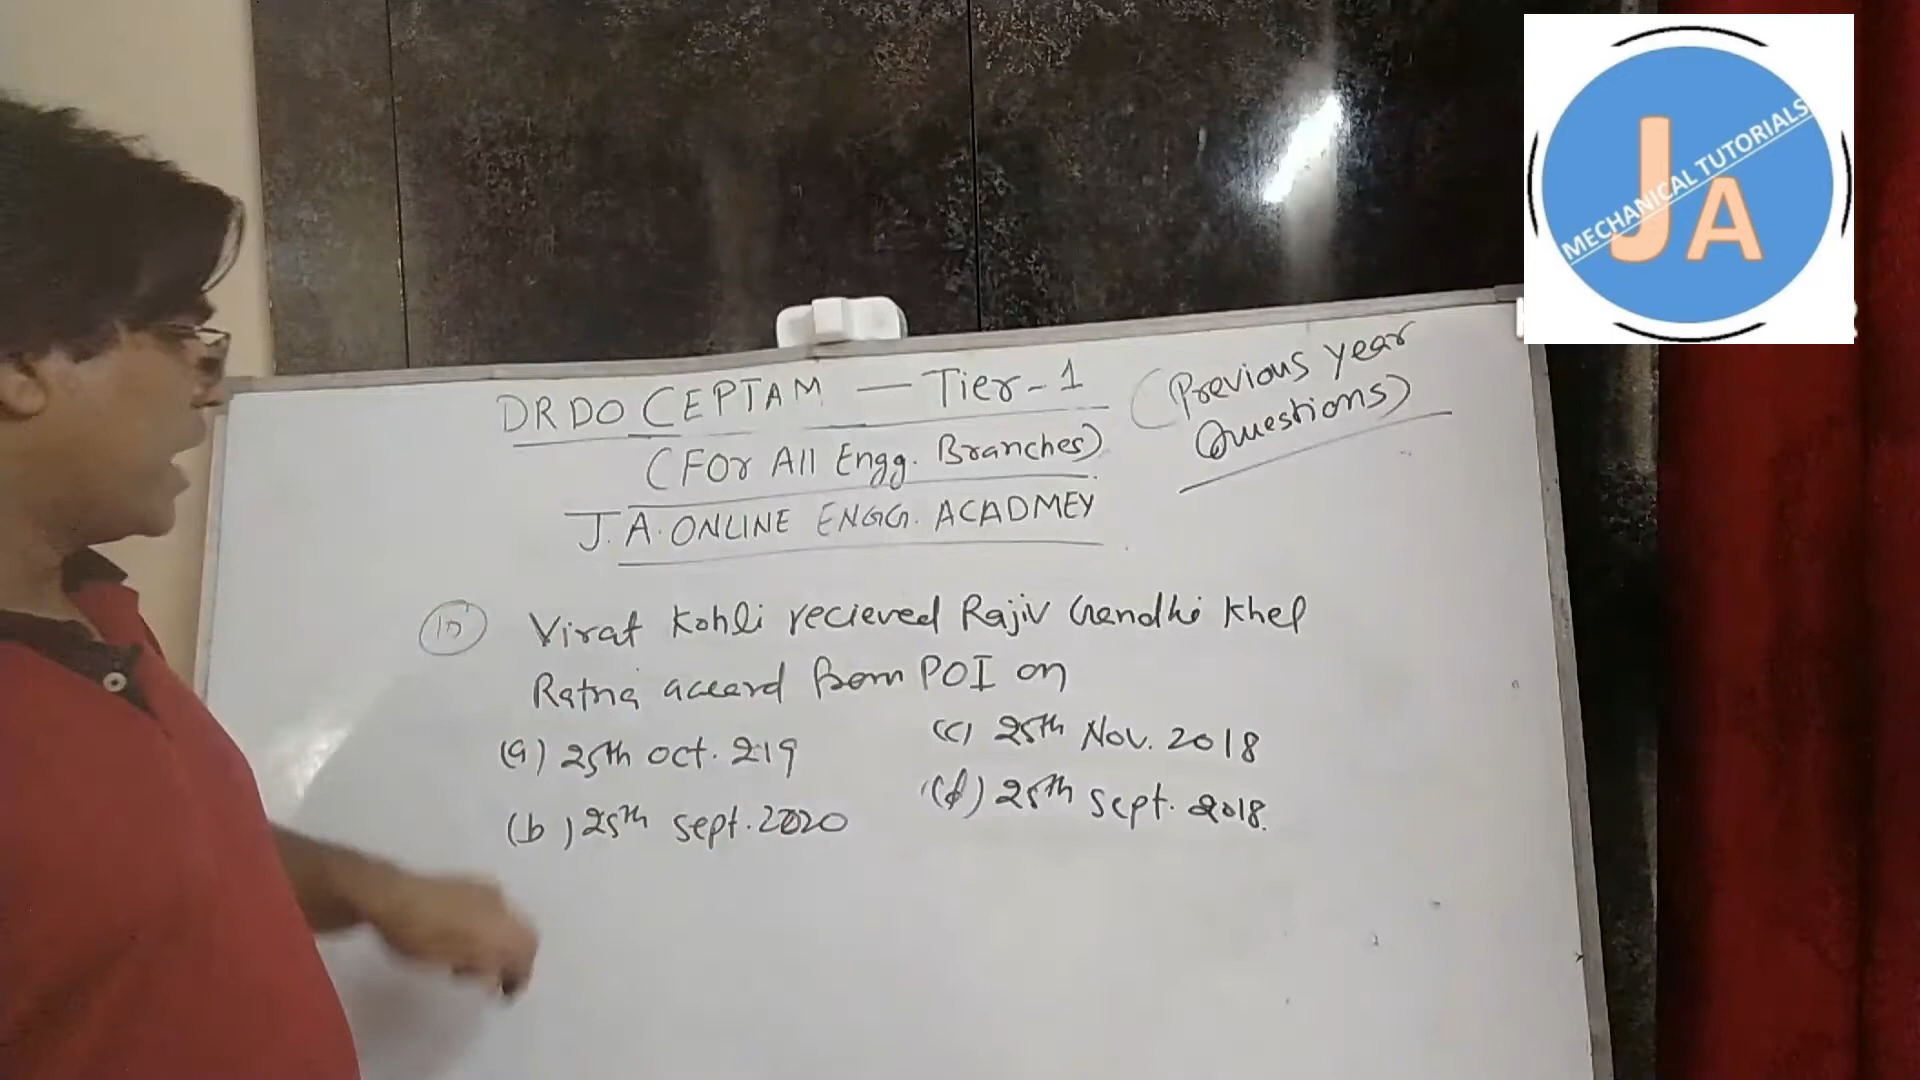 DRDO CEPTAM — Tier-1
(Previous Year
Questions)
(For All Engg. Branches)
J.A. ONLINE ENGG. ACADMEY
Virat Kohli recieved Rajiv Gandhi Khel
Ratna award from POI on
(a) 25th Oct. 219
(b) 25th Sept. 2020
(c) 25th Nov. 2018
(d) 25th Sept. 2018.
JA
MECHANICAL TUTORIALS